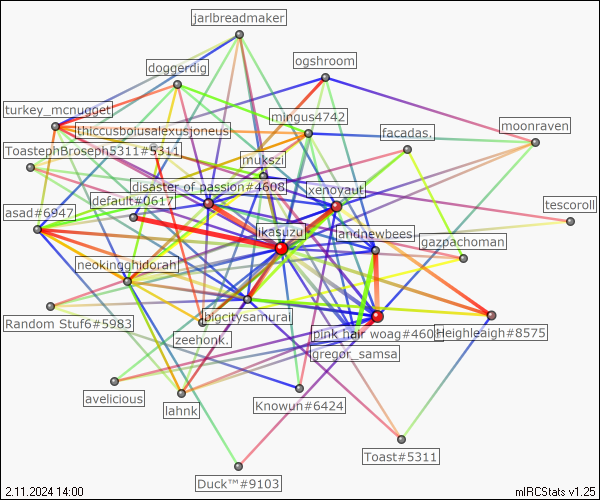 jarlbreadmaker
ogshroom
doggerdig
turkey_mcnugget
mingus4742
thiccusboiusalexusjoneus
facadas.
moonraven
ToastephBroseph5311#5311
mukszi
disaster of passion#4608
xenoyaut
default#0617
tescoroll
asad#6947
ikasuzu
landnewbees
gazpachoman
neokingghidorah
bigcitysamurai
Random Stuf6#5983
pink hair woag#460
Heighleagh#8575
zeehonk.
gregor_samsa
avelicious
lahnk
Knowun#6424
Toast#5311
Duck™#9103
2.11.2024 14:00
mIRCStats v1.25